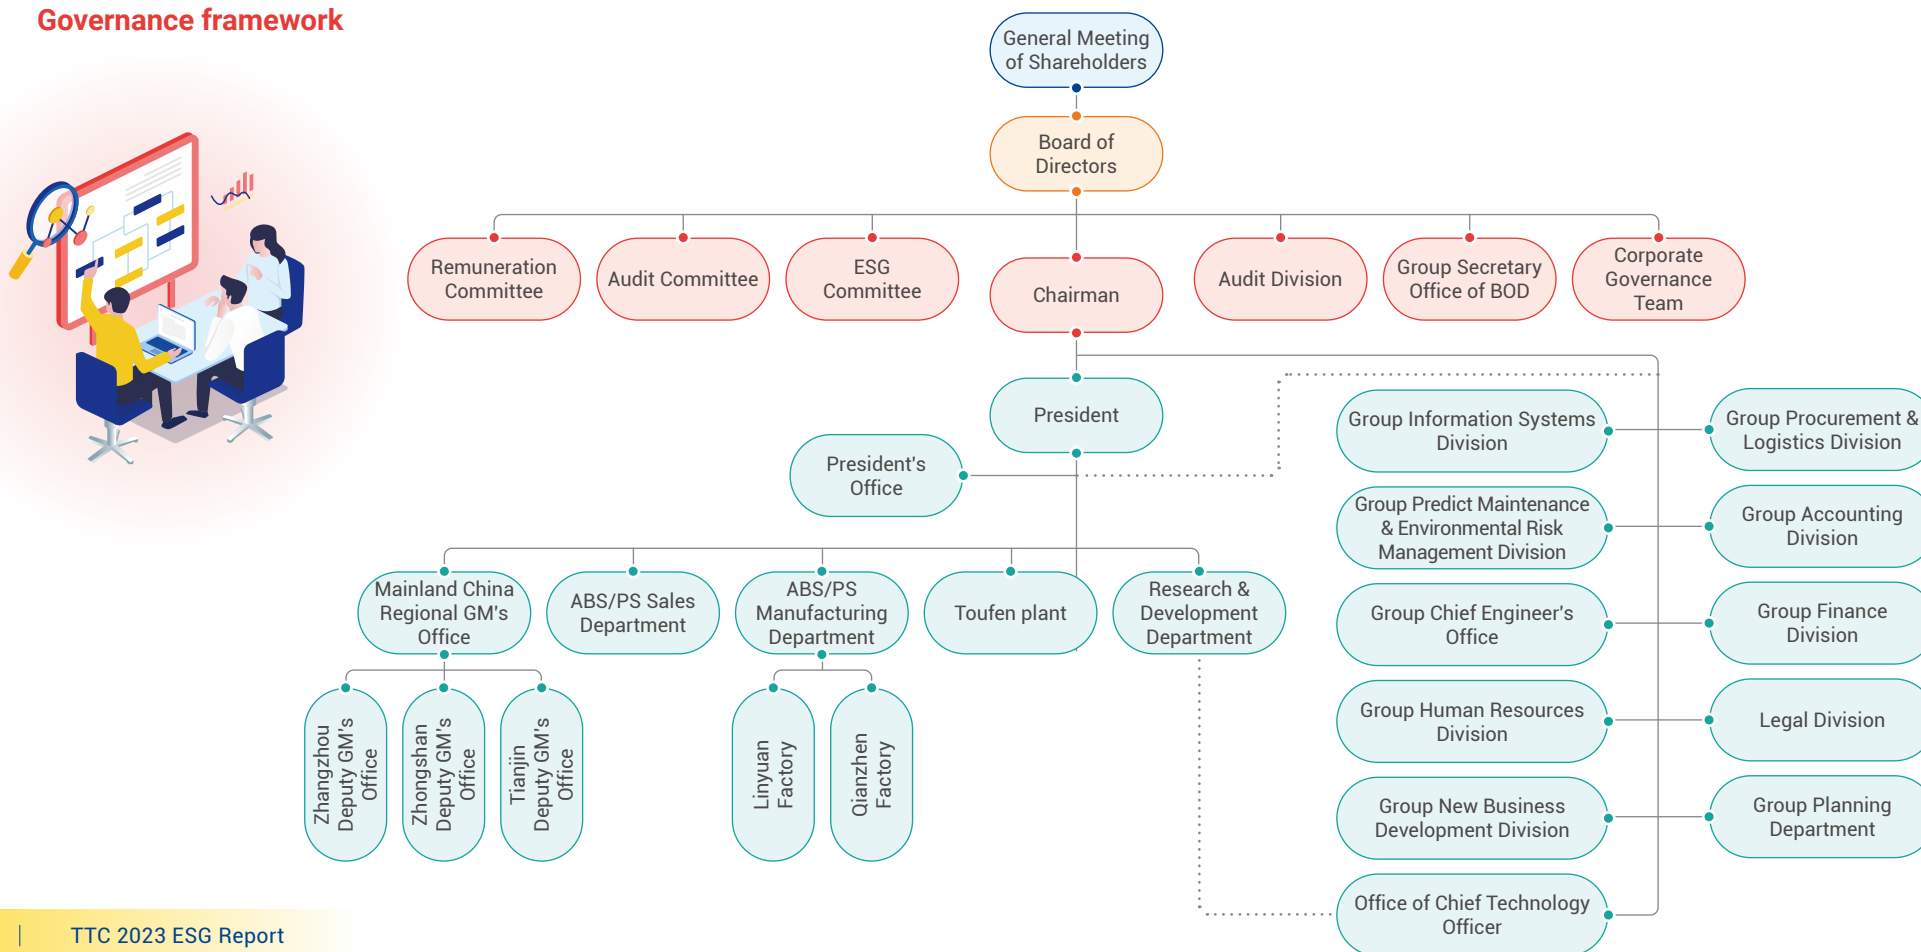 Governance framework
General Meeting
of Shareholders
Board of
Directors
Remuneration
Committee
Audit Committee
ESG
Committee
Chairman
Audit Division
Group Secretary
Office of BOD
Corporate
Governance
Team
President
President's
Office
Group Information Systems
Division
Group Procurement &
Logistics Division
Group Predict Maintenance
& Environmental Risk
Management Division
Group Accounting
Division
Mainland China
Regional GM's
Office
ABS/PS Sales
Department
ABS/PS
Manufacturing
Department
Toufen plant
Research &
Development
Department
Group Chief Engineer's
Office
Group Finance
Division
Zhangzhou
Deputy GM's
Office
Zhongshan
Deputy GM's
Office
Tianjin
Deputy GM's
Office
Linyuan
Factory
Qianzhen
Factory
Group Human Resources
Division
Legal Division
Group New Business
Development Division
Group Planning
Department
Office of Chief Technology
Officer
TTC 2023 ESG Report